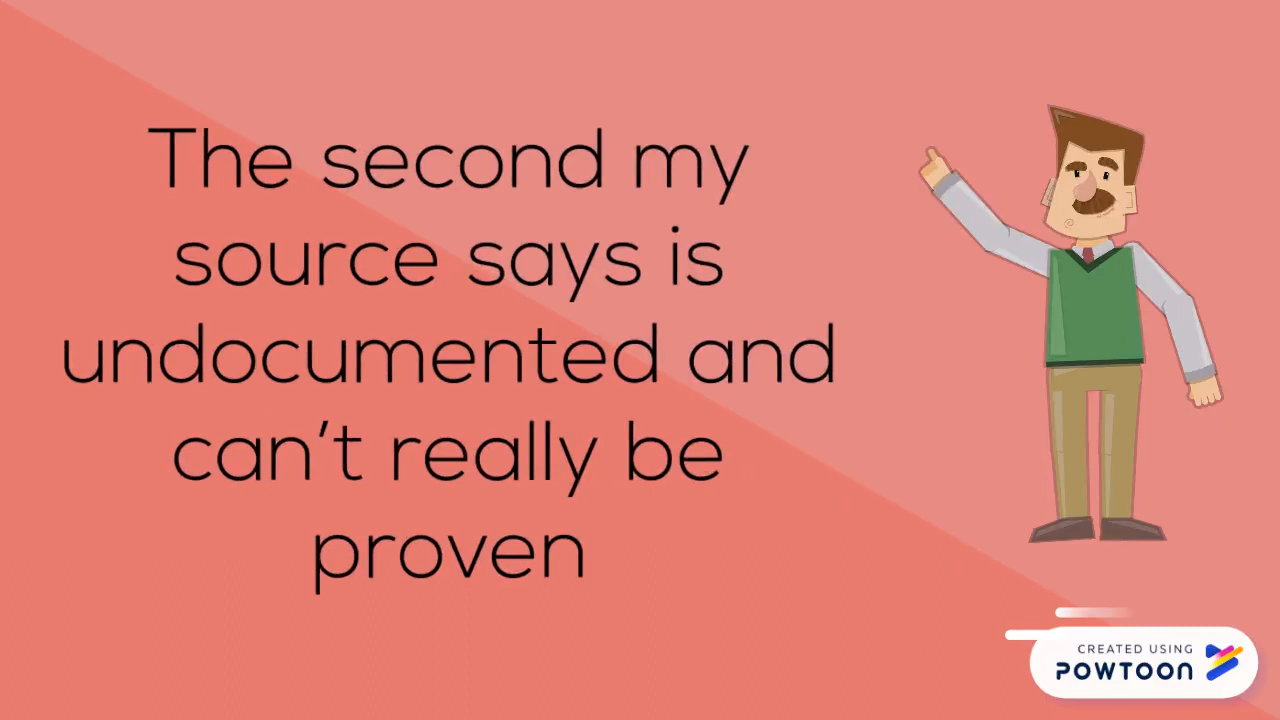 The second my
source says is
undocumented and
can't really be
proven
CREATED USING
POWTOON